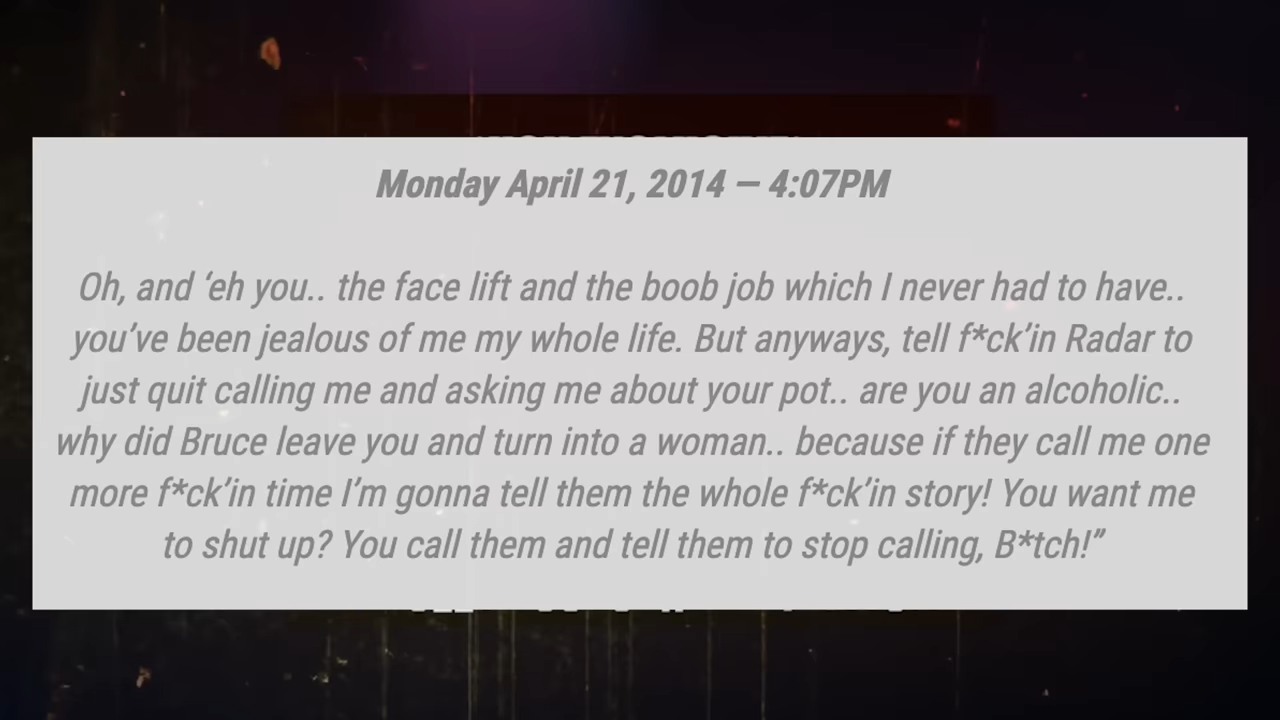 Monday April 21, 2014 – 4:07PM
Oh, and ‘eh you.. the face lift and the boob job which I never had to have..
you’ve been jealous of me my whole life. But anyways, tell f*ck’in Radar to
just quit calling me and asking me about your pot.. are you an alcoholic..
why did Bruce leave you and turn into a woman.. because if they call me one
more f*ck’in time I’m gonna tell them the whole f*ck’in story! You want me
to shut up? You call them and tell them to stop calling, B*tch!”